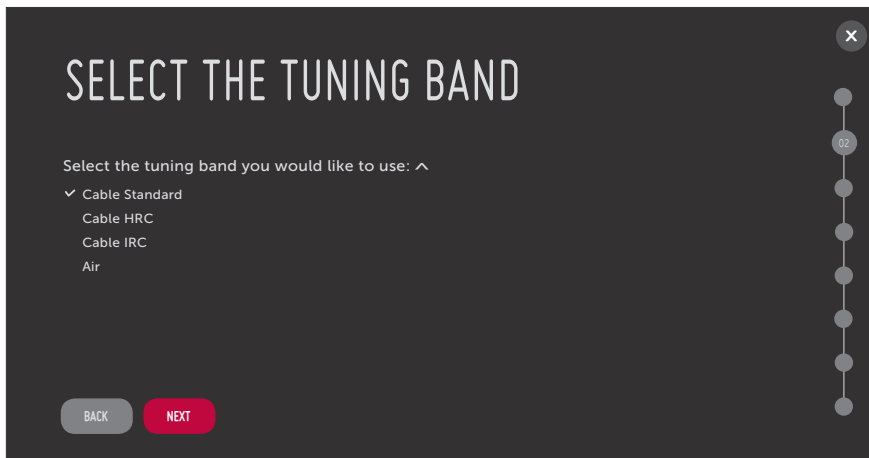 SELECT THE TUNING BAND
02
Select the tuning band you would like to use:
Cable Standard
Cable HRC
Cable IRC
Air
BACK
NEXT